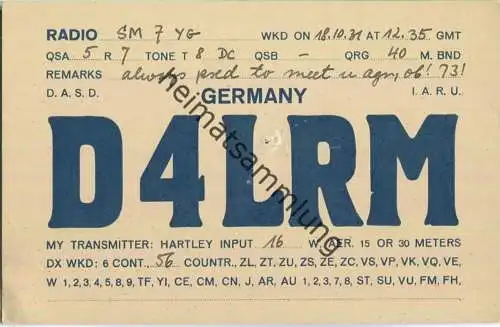 RADIO SM 7 YG WKD ON 18.10.31 AT 12.35 GMT
QSA 5 R 7 TONE T 8 DC QSB - QRG 40 M. BND
REMARKS always psed to meet u agn, ob! 73!
D. A. S. D. GERMANY I. A. R. U.
D4LRM
heimatsammlung
MY TRANSMITTER: HARTLEY INPUT 16 W. AER. 15 OR 30 METERS
DX WKD: 6 CONT., 56 COUNTR., ZL, ZT, ZU, ZS, ZE, ZC, VS, VP, VK, VQ, VE,
W 1, 2, 3, 4, 5, 8, 9, TF, YI, CE, CM, CN, J, AR, AU 1, 2, 3, 7, 8, ST, SU, VU, FM, FH,